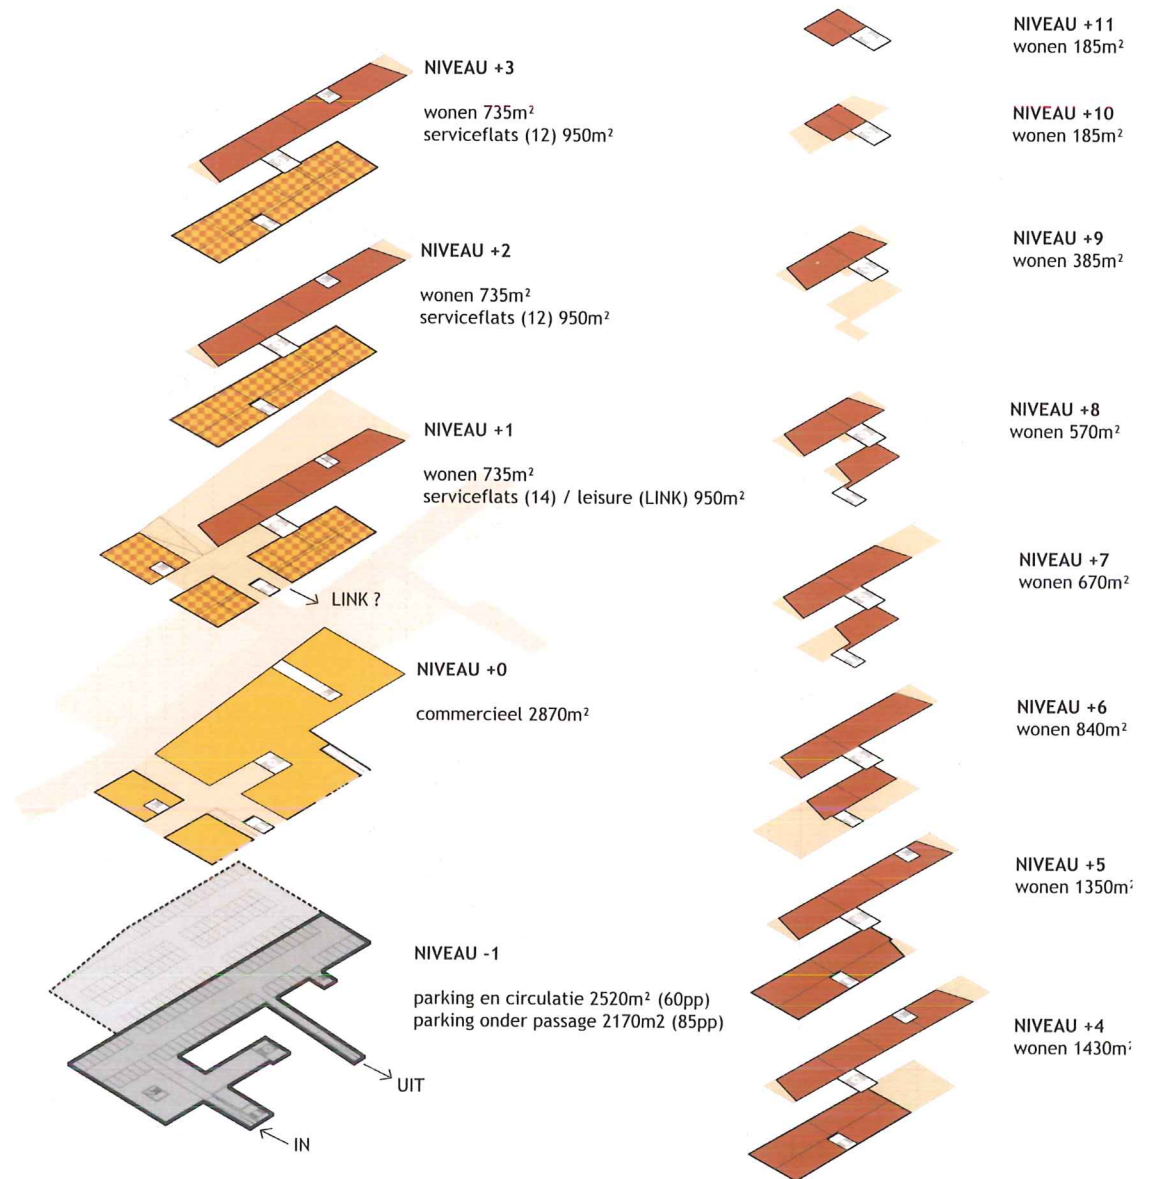 NIVEAU +3
wonen 735m²
serviceflats (12) 950m²
NIVEAU +2
wonen 735m²
serviceflats (12) 950m²
NIVEAU +1
wonen 735m²
serviceflats (14) / leisure (LINK) 950m²
LINK ?
NIVEAU +0
commercieel 2870m²
NIVEAU -1
parking en circulatie 2520m² (60pp)
parking onder passage 2170m2 (85pp)
UIT
IN
NIVEAU +11
wonen 185m²
NIVEAU +10
wonen 185m²
NIVEAU +9
wonen 385m²
NIVEAU +8
wonen 570m²
NIVEAU +7
wonen 670m²
NIVEAU +6
wonen 840m²
NIVEAU +5
wonen 1350m²
NIVEAU +4
wonen 1430m²